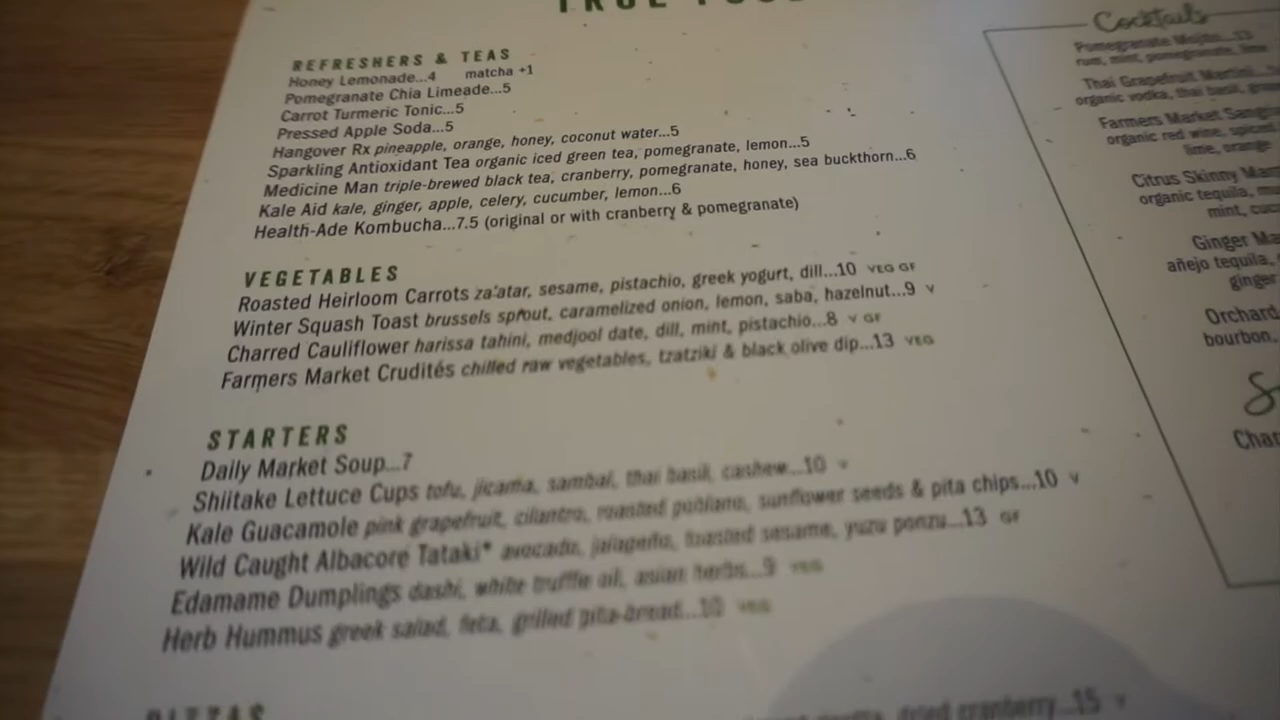 TRUE FOOD
REFRESHERS & TEAS
Honey Lemonade...4 matcha +1
Pomegranate Chia Limeade...5
Carrot Turmeric Tonic...5
Pressed Apple Soda...5
Hangover Rx pineapple, orange, honey, coconut water...5
Sparkling Antioxidant Tea organic iced green tea, pomegranate, lemon...5
Medicine Man triple-brewed black tea, cranberry, pomegranate, honey, sea buckthorn...6
Kale Aid kale, ginger, apple, celery, cucumber, lemon...6
Health-Ade Kombucha...7.5 (original or with cranberry & pomegranate)
VEGETABLES
Roasted Heirloom Carrots za'atar, sesame, pistachio, greek yogurt, dill...10 VEG GF
Winter Squash Toast brussels sprout, caramelized onion, lemon, saba, hazelnut...9 V
Charred Cauliflower harissa tahini, medjool date, dill, mint, pistachio...8 V GF
Farmers Market Crudités chilled raw vegetables, tzatziki & black olive dip...13 VEG
STARTERS
Daily Market Soup...7
Shiitake Lettuce Cups tofu, jicama, sambal, thai basil, cashew...10 V
Kale Guacamole pink grapefruit, cilantro, roasted poblano, sunflower seeds & pita chips...10 V
Wild Caught Albacore Tataki* avocado, jalapeño, toasted sesame, yuzu ponzu...13 GF
Edamame Dumplings dashi, white truffle oil, asian herbs...9 VEG
Herb Hummus greek salad, feta, grilled pita bread...10 VEG
PIZZAS
dried cranberry...15 V
Cocktails
Pomegranate Mojito...13
rum, mint, pomegranate, lime
Thai Grapefruit Martini
organic vodka, thai basil,
Farmers Market
organic red wine, spiced
lime, orange
Citrus Skinny
organic tequila,
mint,
Ginger
añejo tequila,
ginger
Orchard
bourbon,